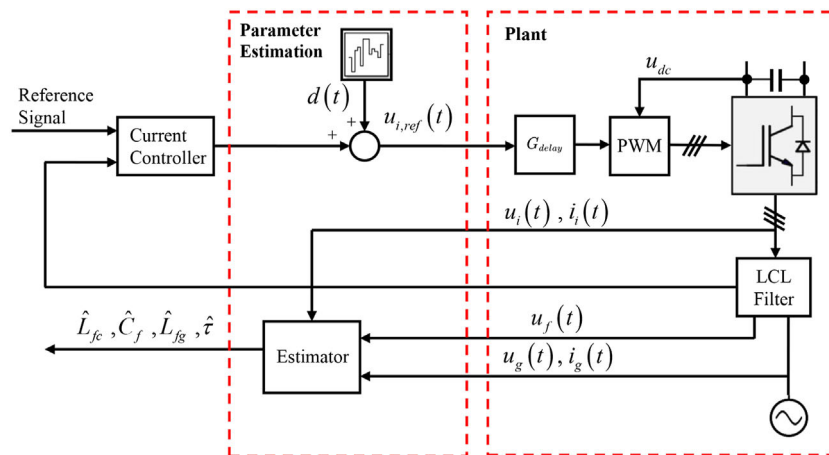 Parameter
Estimation
Plant
d(t)
u_{dc}
Reference
Signal
+
+
u_{i,ref}(t)
Current
Controller
G_{delay}
PWM
u_i(t) , i_i(t)
LCL
Filter
\hat{L}_{fc} , \hat{C}_f , \hat{L}_{fg} , \hat{τ}
Estimator
u_f(t)
u_g(t), i_g(t)